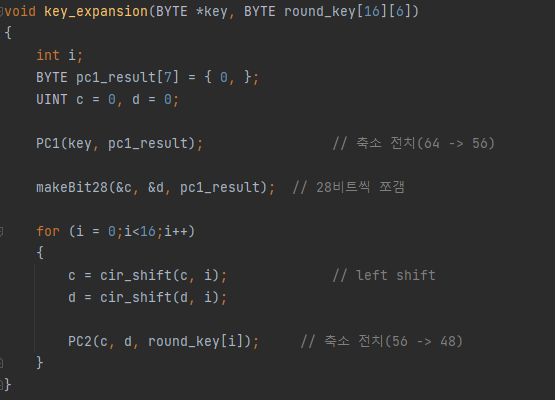 void key_expansion(BYTE *key, BYTE round_key[16][6])
{
    int i;
    BYTE pc1_result[7] = { 0, };
    UINT c = 0, d = 0;
    PC1(key, pc1_result);                // 축소 전치(64 -> 56)
    makeBit28(&c, &d, pc1_result);  // 28비트씩 쪼갬
    for (i = 0;i<16;i++)
    {
        c = cir_shift(c, i);             // left shift
        d = cir_shift(d, i);
        PC2(c, d, round_key[i]);     // 축소 전치(56 -> 48)
    }
}